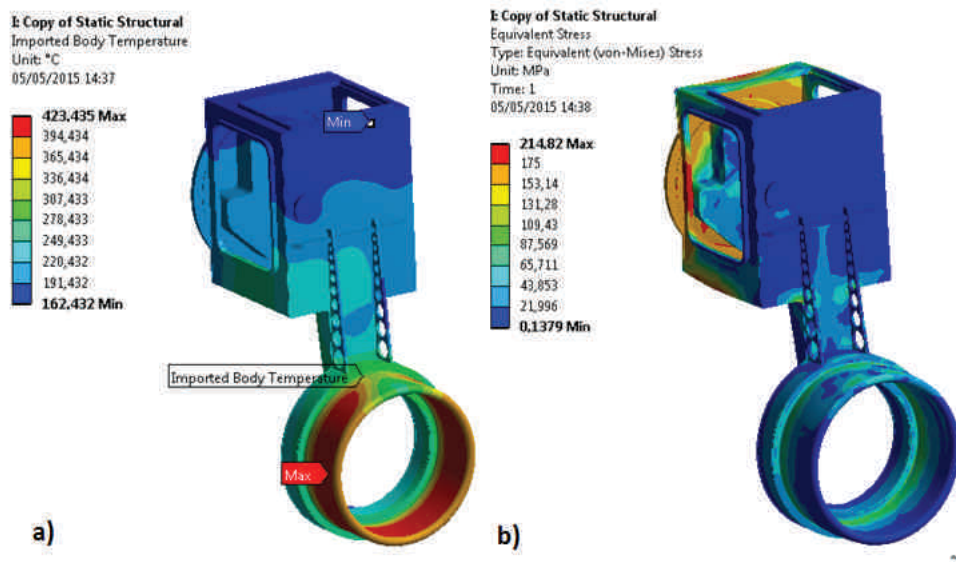 I: Copy of Static Structural
Imported Body Temperature
Unit: °C
05/05/2015 14:37
423,435 Max
394,434
365,434
336,434
307,433
278,433
249,433
220,432
191,432
162,432 Min
Min
Imported Body Temperature
Max
a)
I: Copy of Static Structural
Equivalent Stress
Type: Equivalent (von-Mises) Stress
Unit: MPa
Time: 1
05/05/2015 14:38
214,82 Max
175
153,14
131,28
109,43
87,569
65,711
43,853
21,996
0,1379 Min
b)